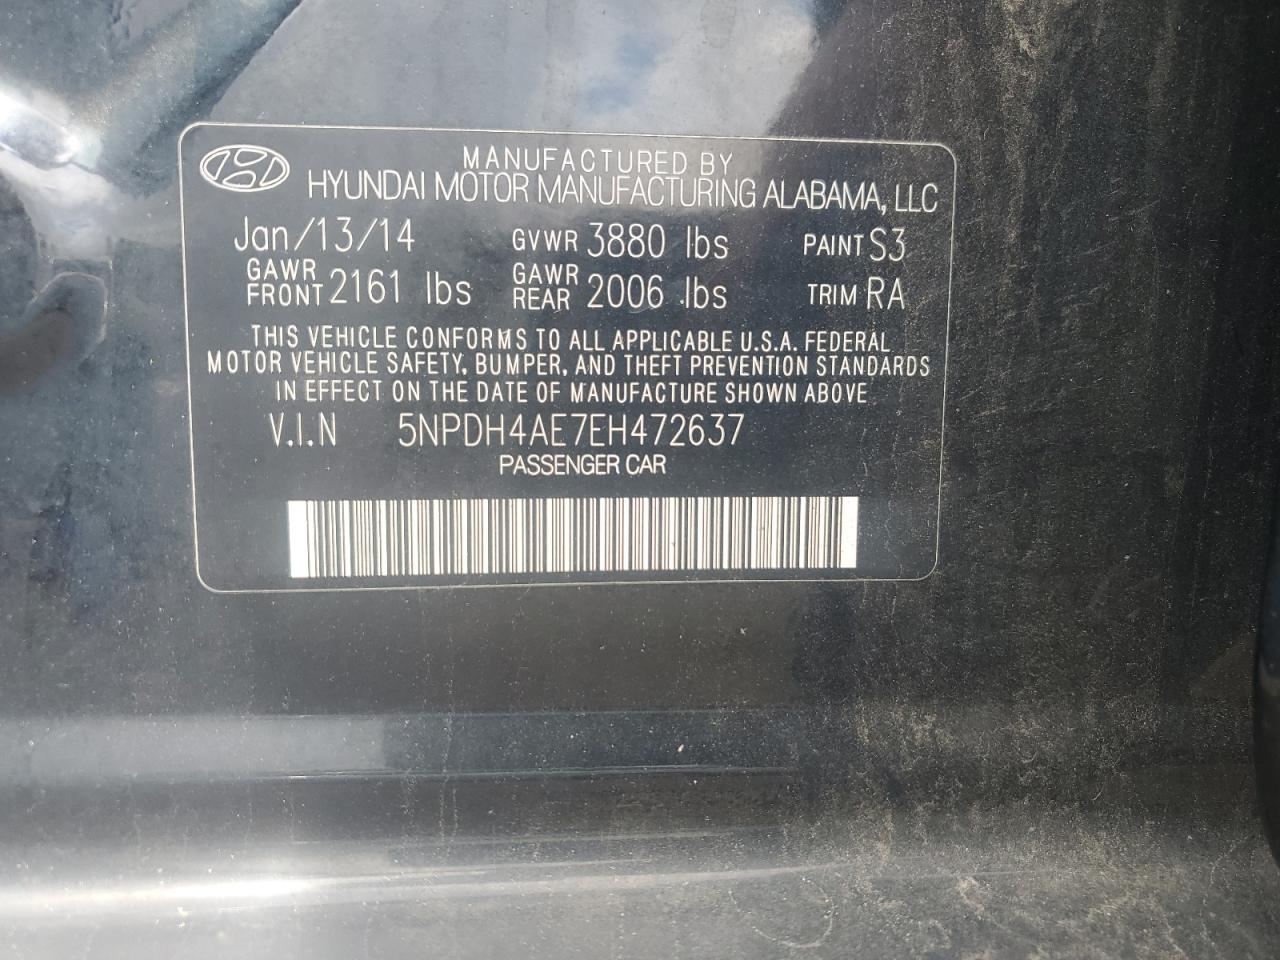 MANUFACTURED BY
HYUNDAI MOTOR MANUFACTURING ALABAMA, LLC
Jan/13/14 GVWR 3880 lbs PAINT S3
GAWR FRONT 2161 lbs GAWR REAR 2006 lbs TRIM RA
THIS VEHICLE CONFORMS TO ALL APPLICABLE U.S.A. FEDERAL
MOTOR VEHICLE SAFETY, BUMPER, AND THEFT PREVENTION STANDARDS
IN EFFECT ON THE DATE OF MANUFACTURE SHOWN ABOVE
V.I.N 5NPDH4AE7EH472637
PASSENGER CAR